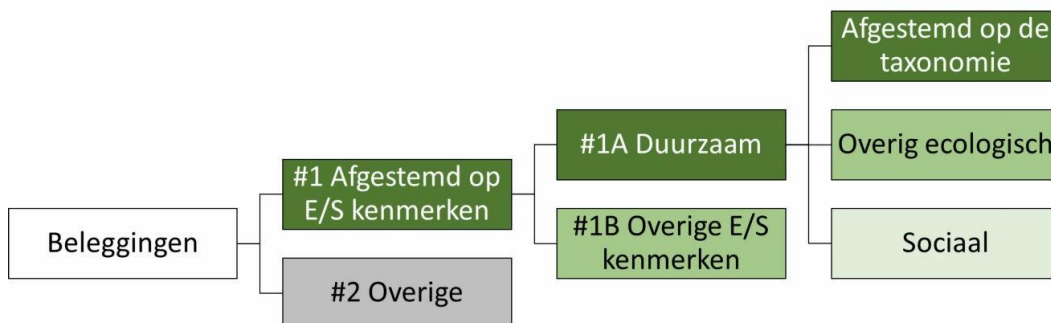 Beleggingen
#1 Afgestemd op
E/S kenmerken
#2 Overige
#1A Duurzaam
#1B Overige E/S
kenmerken
Afgestemd op de
taxonomie
Overig ecologisch
Sociaal